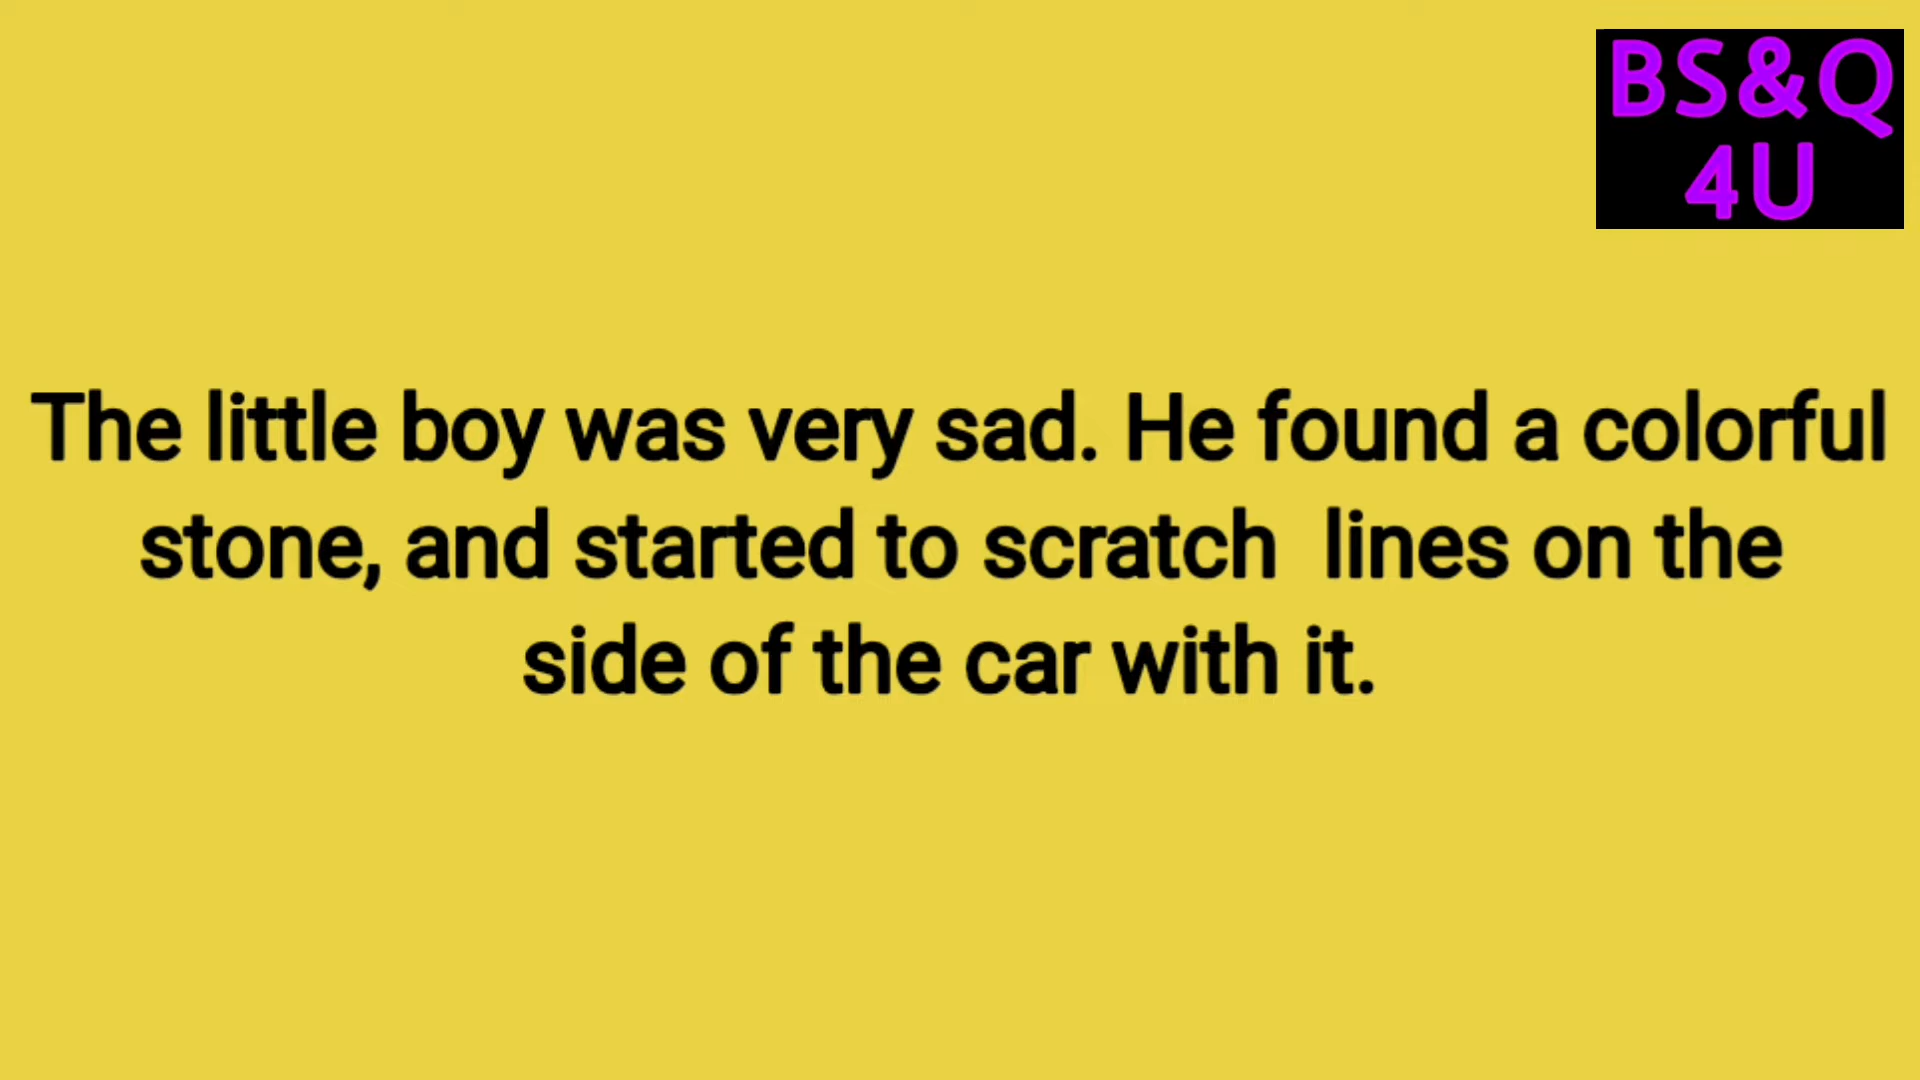 BS&Q
4U
The little boy was very sad. He found a colorful
stone, and started to scratch  lines on the
side of the car with it.